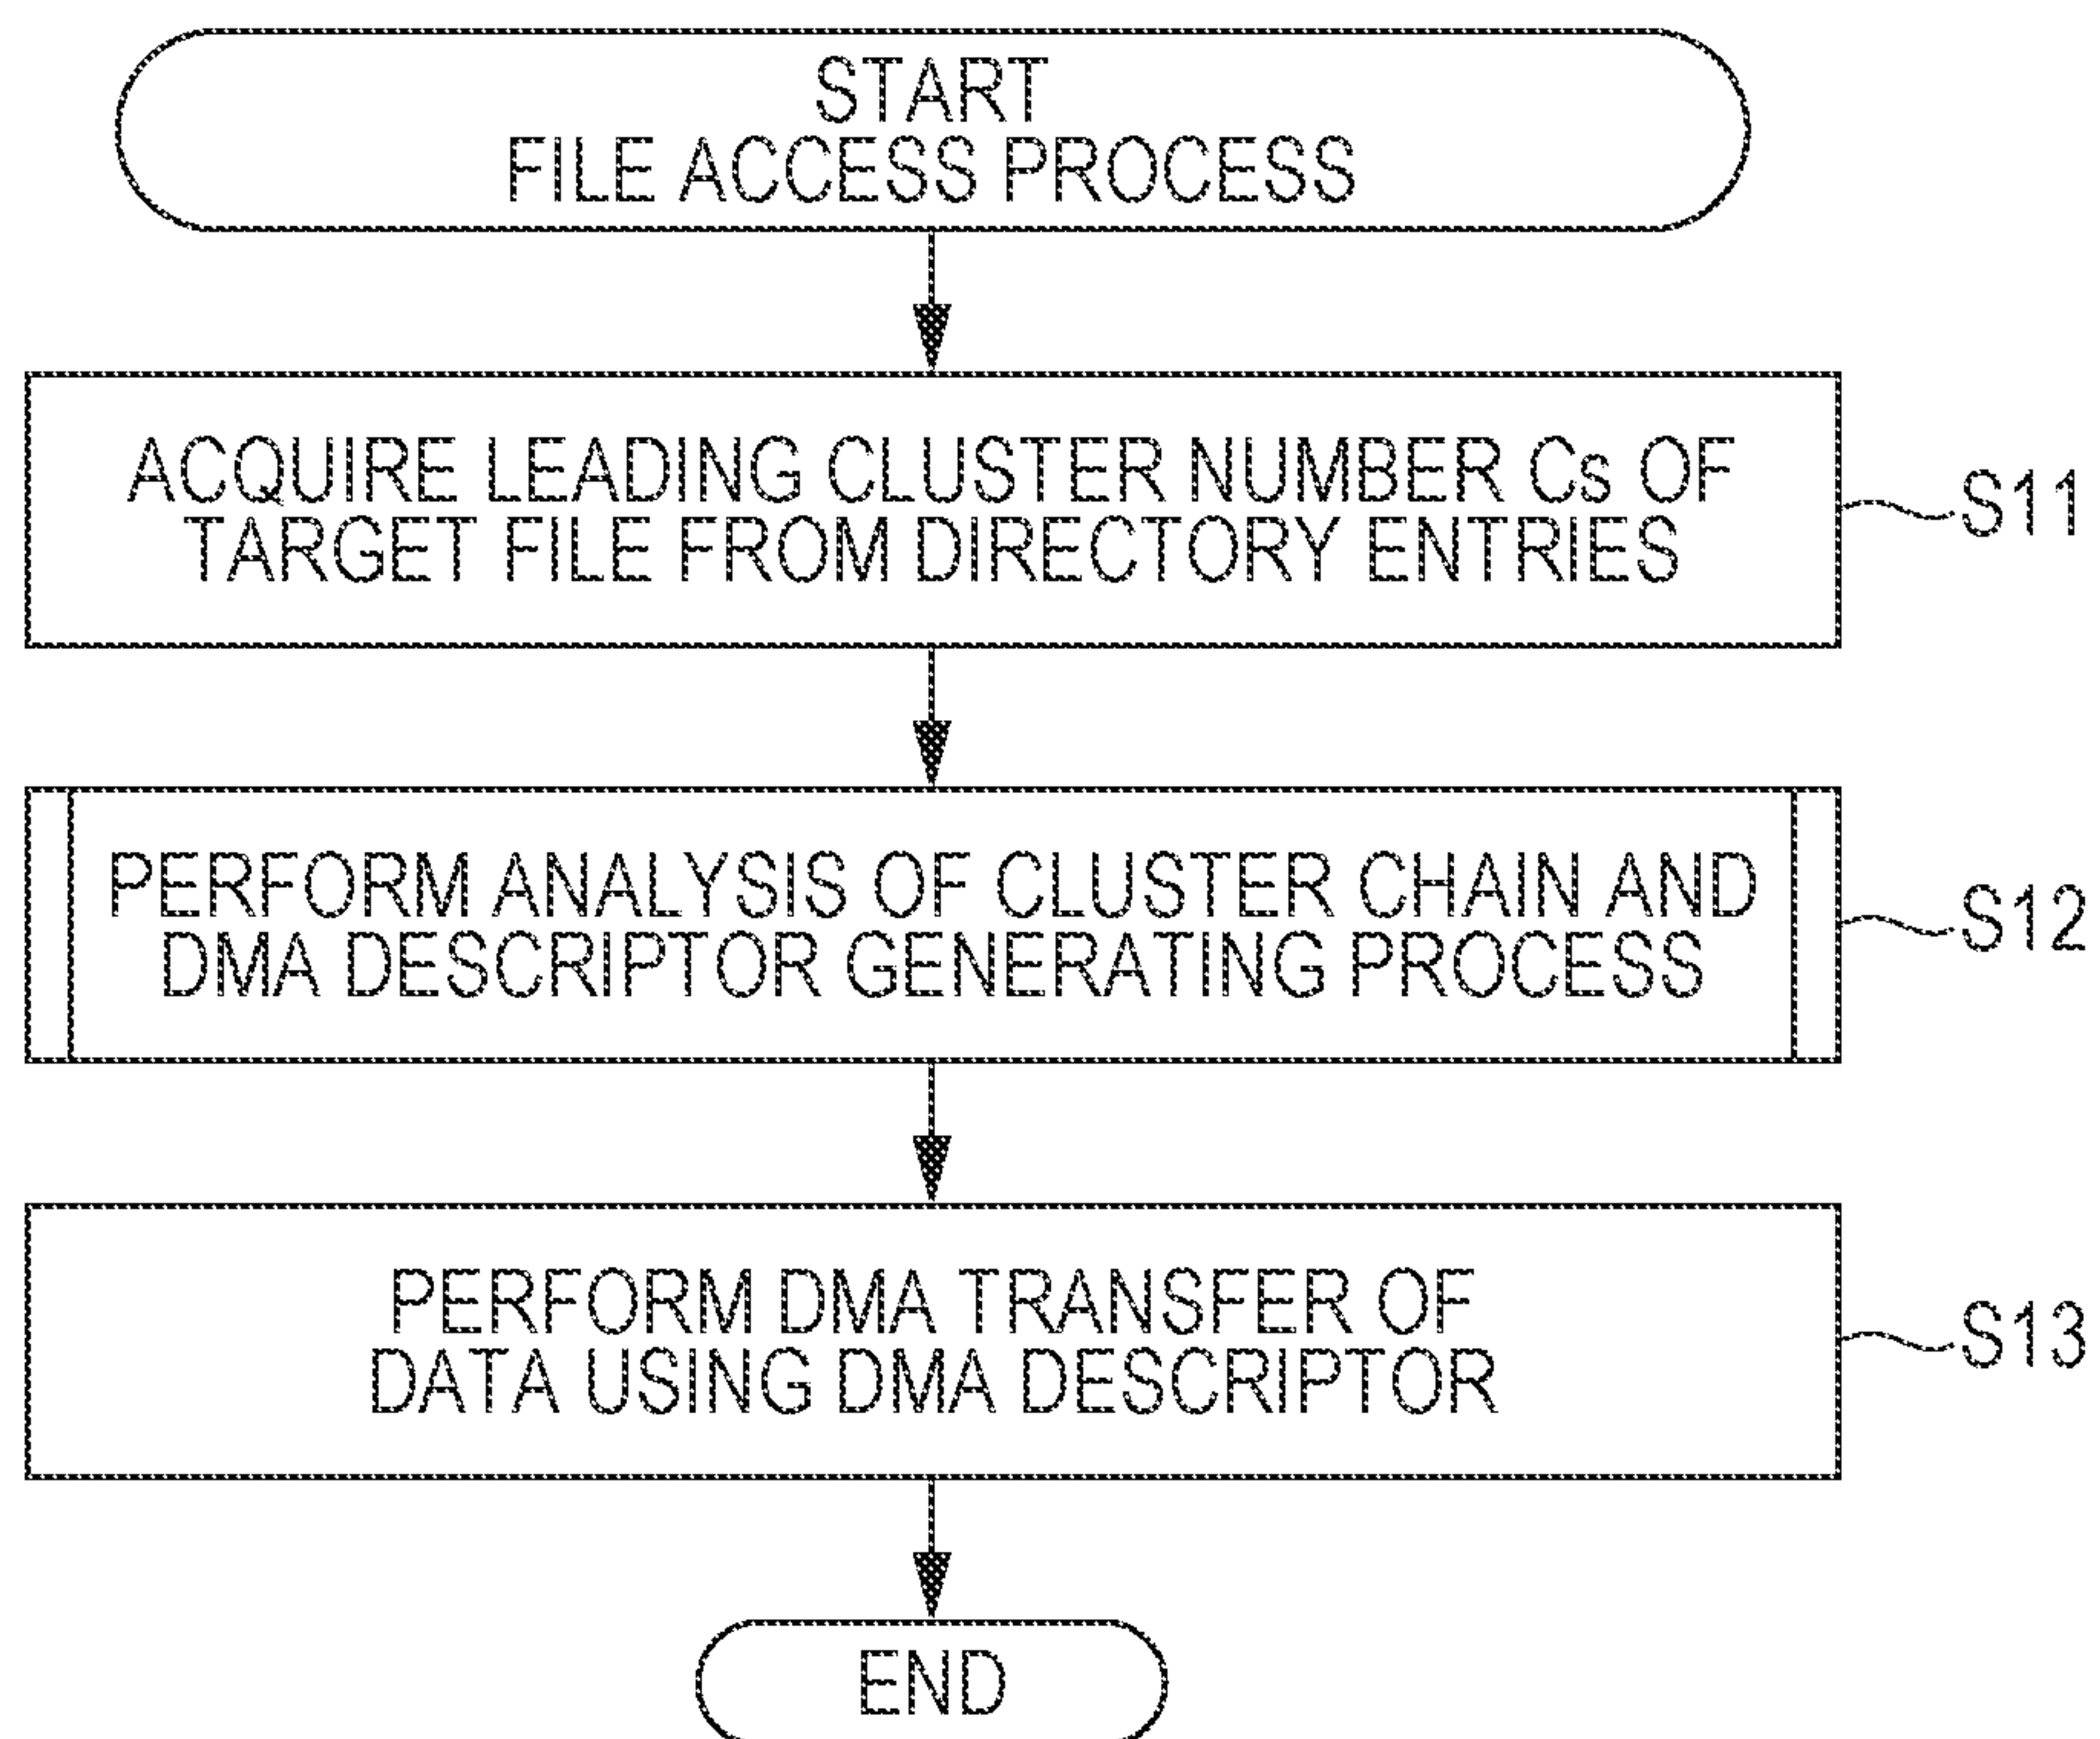 START
FILE ACCESS PROCESS
ACQUIRE LEADING CLUSTER NUMBER Cs OF
TARGET FILE FROM DIRECTORY ENTRIES
S11
PERFORM ANALYSIS OF CLUSTER CHAIN AND
DMA DESCRIPTOR GENERATING PROCESS
S12
PERFORM DMA TRANSFER OF
DATA USING DMA DESCRIPTOR
S13
END